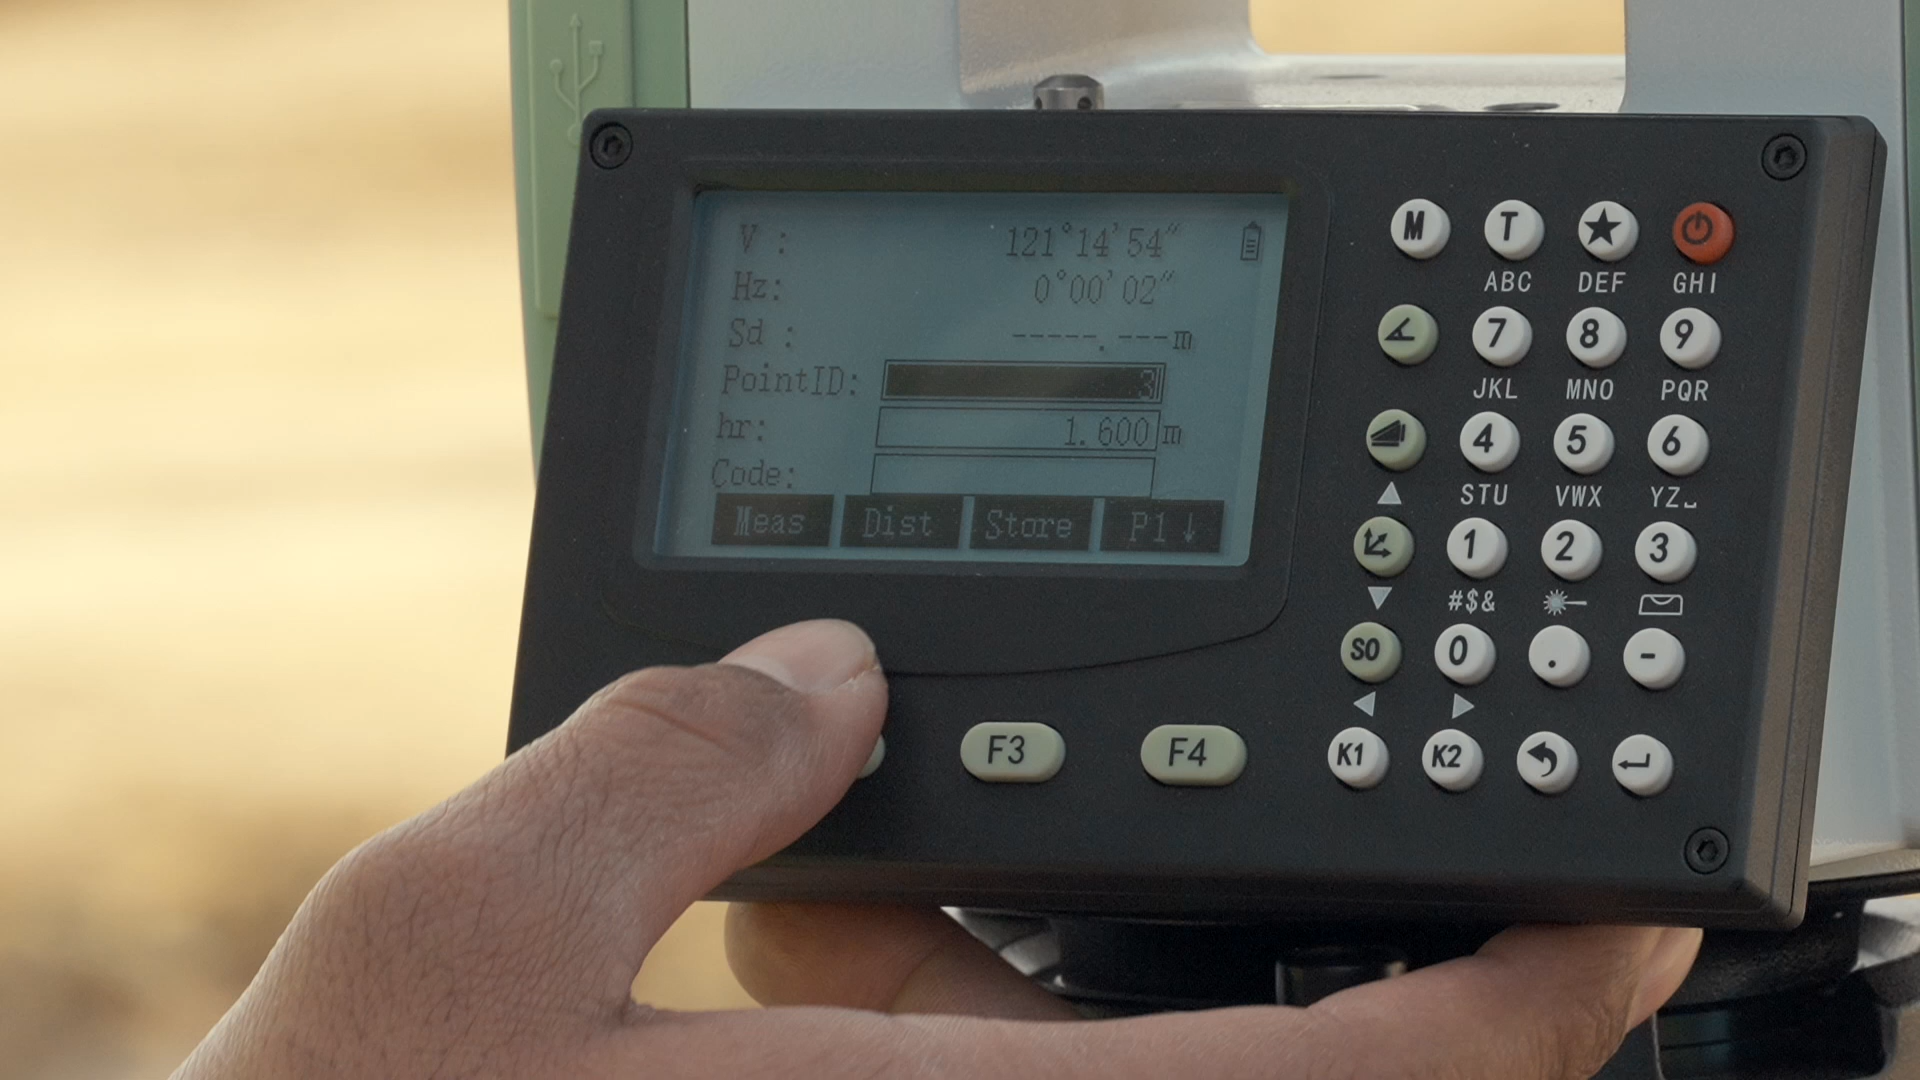 V : 121°14'54"
Hz: 0°00'02"
Sd : -----.---m
PointID: 3
hr: 1.600 m
Code:
Meas Dist Store P1↓
M T ★
ABC DEF GHI
7 8 9
JKL MNO PQR
4 5 6
▲ STU VWX YZ⎵
1 2 3
▼ #$&
SO 0 . -
◀ ▶
K1 K2
F3 F4